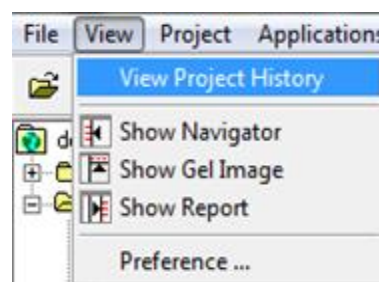 File View Project Applications
View Project History
d
Show Navigator
Show Gel Image
Show Report
Preference ...